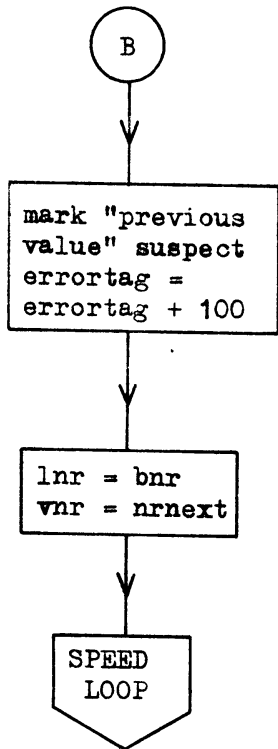 B
mark "previous
value" suspect
errortag =
errortag + 100
lnr = bnr
vnr = nrnext
SPEED
LOOP